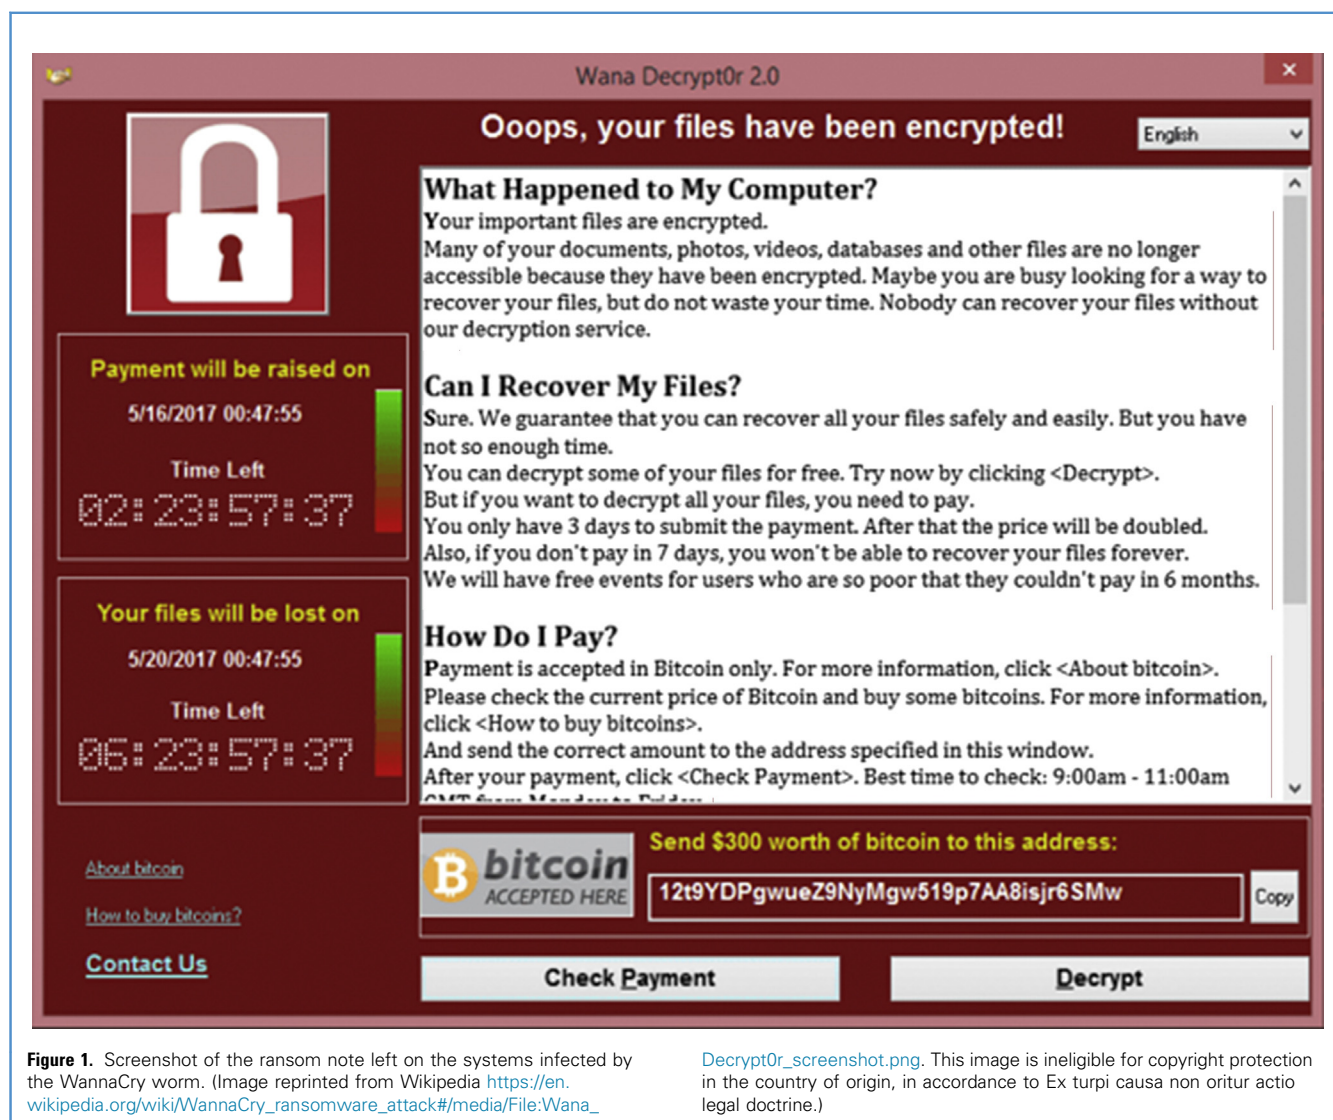 Wana Decrypt0r 2.0
Ooops, your files have been encrypted!
English
Payment will be raised on
5/16/2017 00:47:55
Time Left
02:23:57:37
Your files will be lost on
5/20/2017 00:47:55
Time Left
06:23:57:37
About bitcoin
How to buy bitcoins?
Contact Us
What Happened to My Computer?
Your important files are encrypted.
Many of your documents, photos, videos, databases and other files are no longer
accessible because they have been encrypted. Maybe you are busy looking for a way to
recover your files, but do not waste your time. Nobody can recover your files without
our decryption service.
Can I Recover My Files?
Sure. We guarantee that you can recover all your files safely and easily. But you have
not so enough time.
You can decrypt some of your files for free. Try now by clicking <Decrypt>.
But if you want to decrypt all your files, you need to pay.
You only have 3 days to submit the payment. After that the price will be doubled.
Also, if you don't pay in 7 days, you won't be able to recover your files forever.
We will have free events for users who are so poor that they couldn't pay in 6 months.
How Do I Pay?
Payment is accepted in Bitcoin only. For more information, click <About bitcoin>.
Please check the current price of Bitcoin and buy some bitcoins. For more information,
click <How to buy bitcoins>.
And send the correct amount to the address specified in this window.
After your payment, click <Check Payment>. Best time to check: 9:00am - 11:00am
GMT from Monday to Friday.
bitcoin
ACCEPTED HERE
Send $300 worth of bitcoin to this address:
12t9YDPgwueZ9NyMgw519p7AA8isjr6SMw
Copy
Check Payment
Decrypt
Figure 1. Screenshot of the ransom note left on the systems infected by
the WannaCry worm. (Image reprinted from Wikipedia https://en.
wikipedia.org/wiki/WannaCry_ransomware_attack#/media/File:Wana_
Decrypt0r_screenshot.png. This image is ineligible for copyright protection
in the country of origin, in accordance to Ex turpi causa non oritur actio
legal doctrine.)